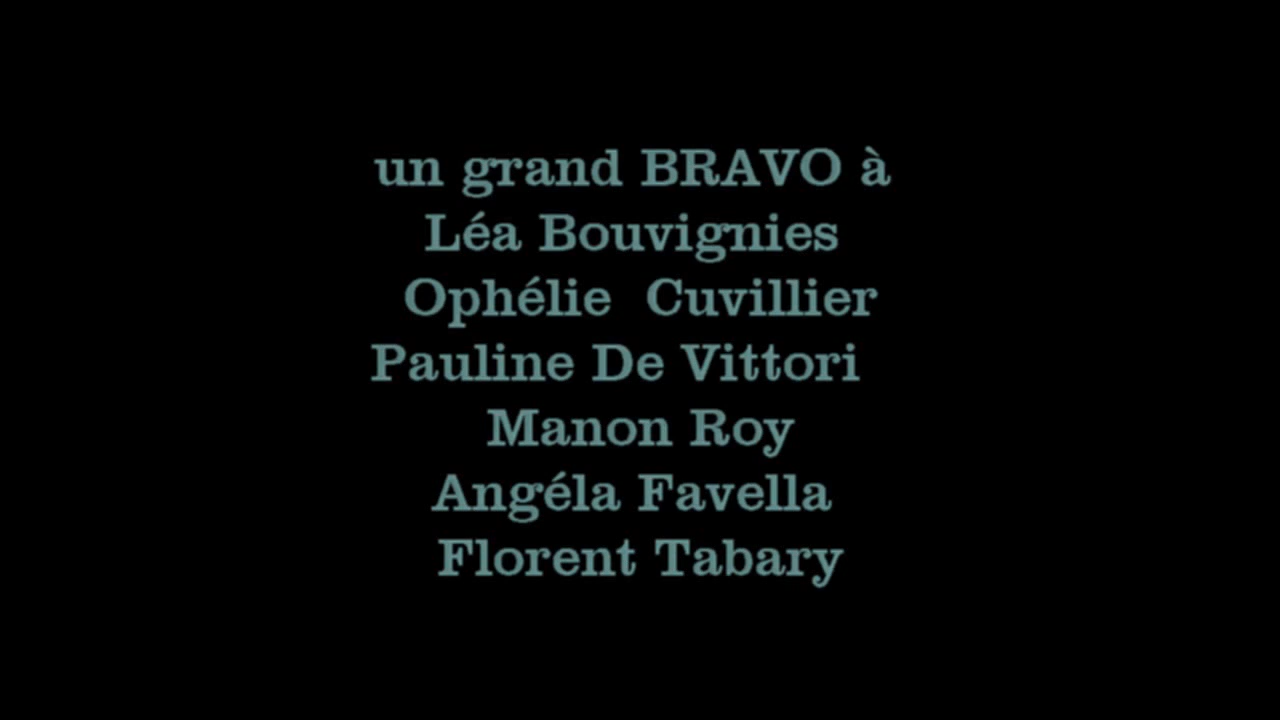 un grand BRAVO à
Léa Bouvignies
Ophélie Cuvillier
Pauline De Vittori
Manon Roy
Angéla Favella
Florent Tabary